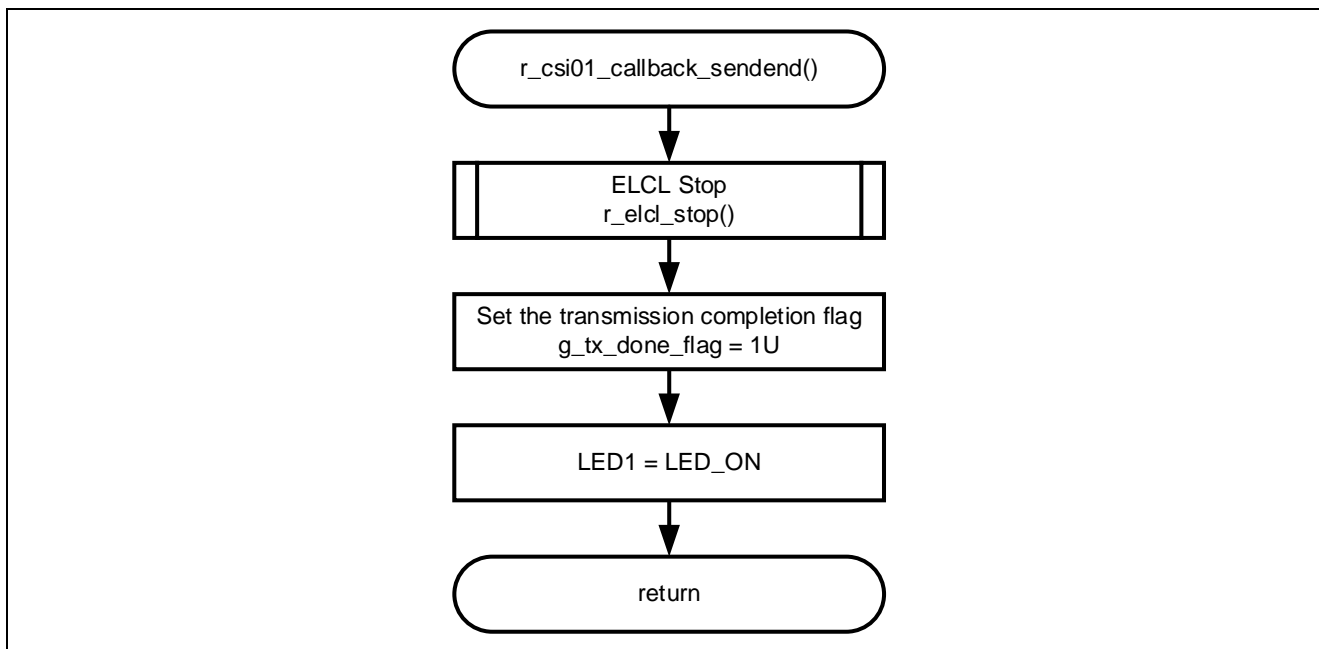 r_csi01_callback_sendend()
ELCL Stop
r_elcl_stop()
Set the transmission completion flag
g_tx_done_flag = 1U
LED1 = LED_ON
return